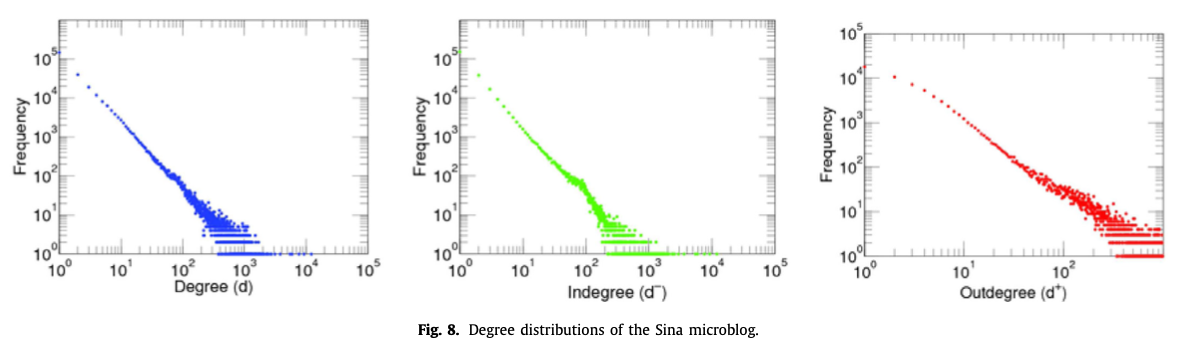 Frequency
10^5
10^4
10^3
10^2
10^1
10^0
10^0 10^1 10^2 10^3 10^4 10^5
Degree (d)
Frequency
10^5
10^4
10^3
10^2
10^1
10^0
10^0 10^1 10^2 10^3 10^4 10^5
Indegree (d⁻)
Frequency
10^5
10^4
10^3
10^2
10^1
10^0
10^0 10^1 10^2
Outdegree (d⁺)
Fig. 8. Degree distributions of the Sina microblog.